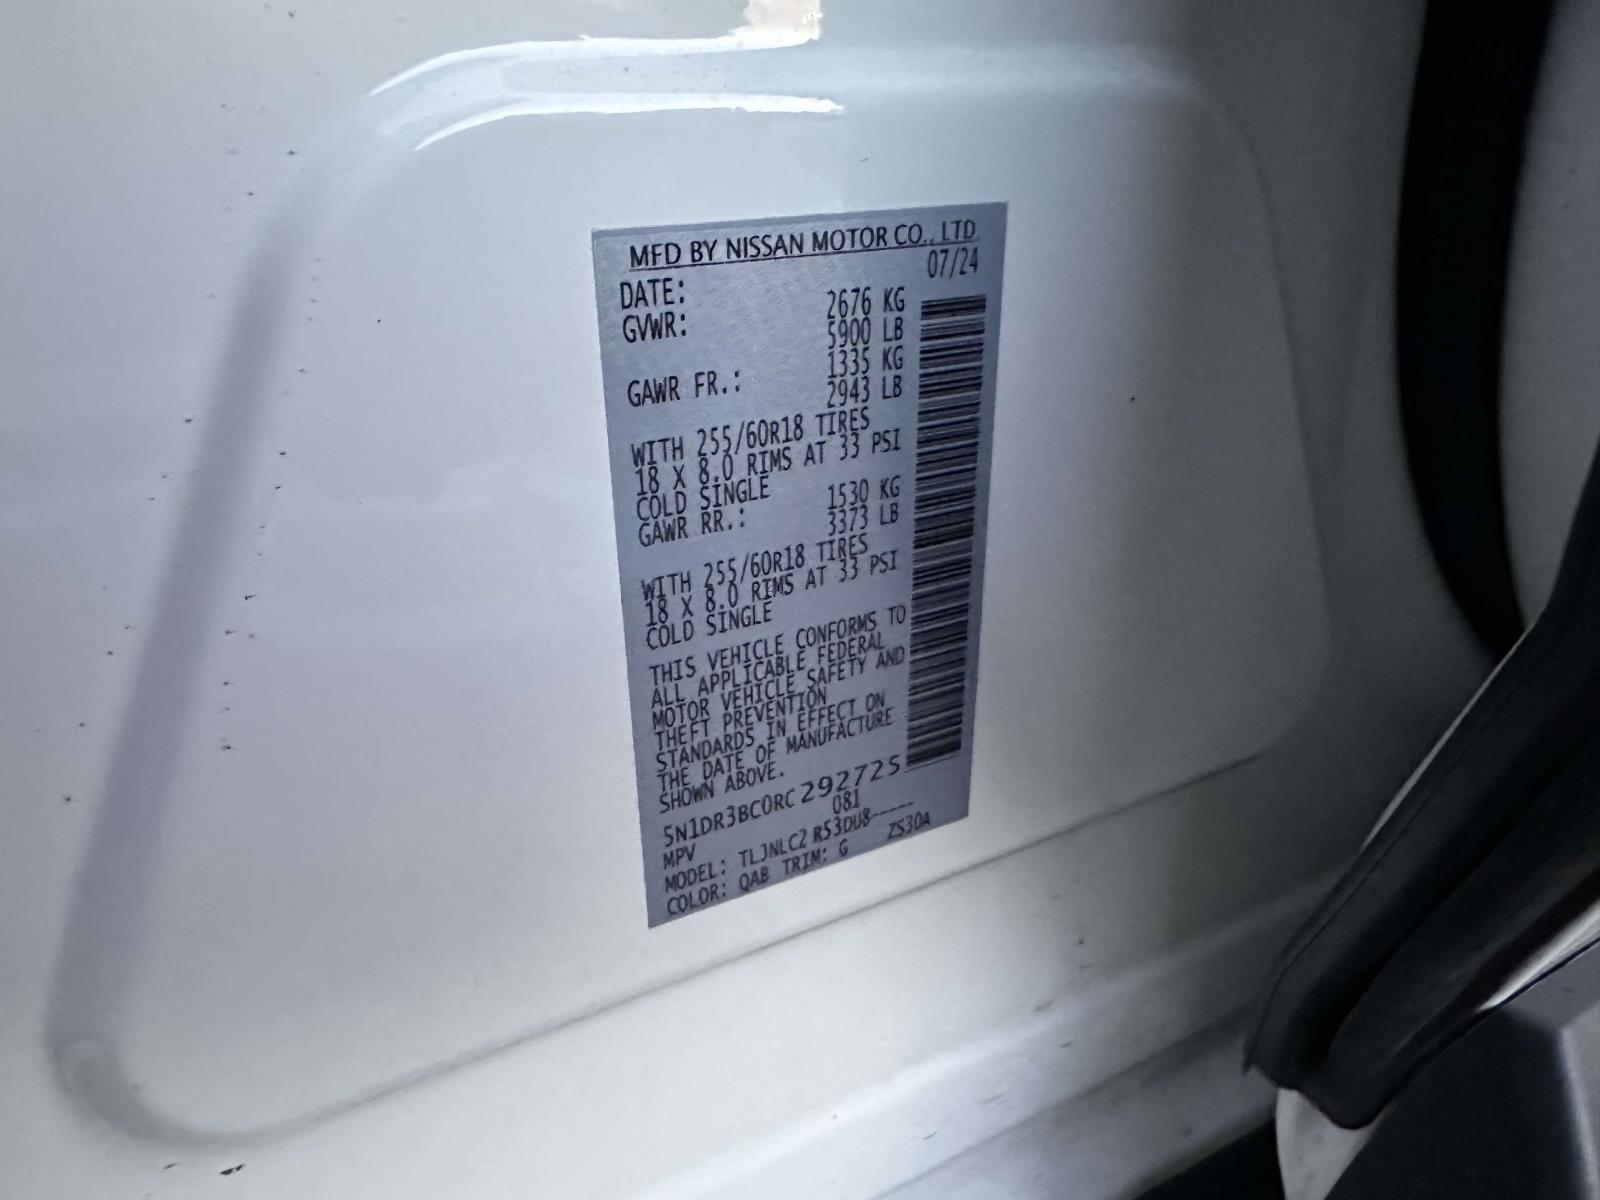 MFD BY NISSAN MOTOR CO., LTD
DATE: 07/24
GVWR: 2676 KG
5900 LB
GAWR FR.: 1335 KG
2943 LB
WITH 255/60R18 TIRES
18 X 8.0 RIMS AT 33 PSI
COLD SINGLE
GAWR RR.: 1530 KG
3373 LB
WITH 255/60R18 TIRES
18 X 8.0 RIMS AT 33 PSI
COLD SINGLE
THIS VEHICLE CONFORMS TO
ALL APPLICABLE FEDERAL
MOTOR VEHICLE SAFETY AND
THEFT PREVENTION
STANDARDS IN EFFECT ON
THE DATE OF MANUFACTURE
SHOWN ABOVE.
5N1DR3BC0RC292725
MPV 081
MODEL: TLJNLC2 R53DU8-----
COLOR: QAB TRIM: G ZS30A